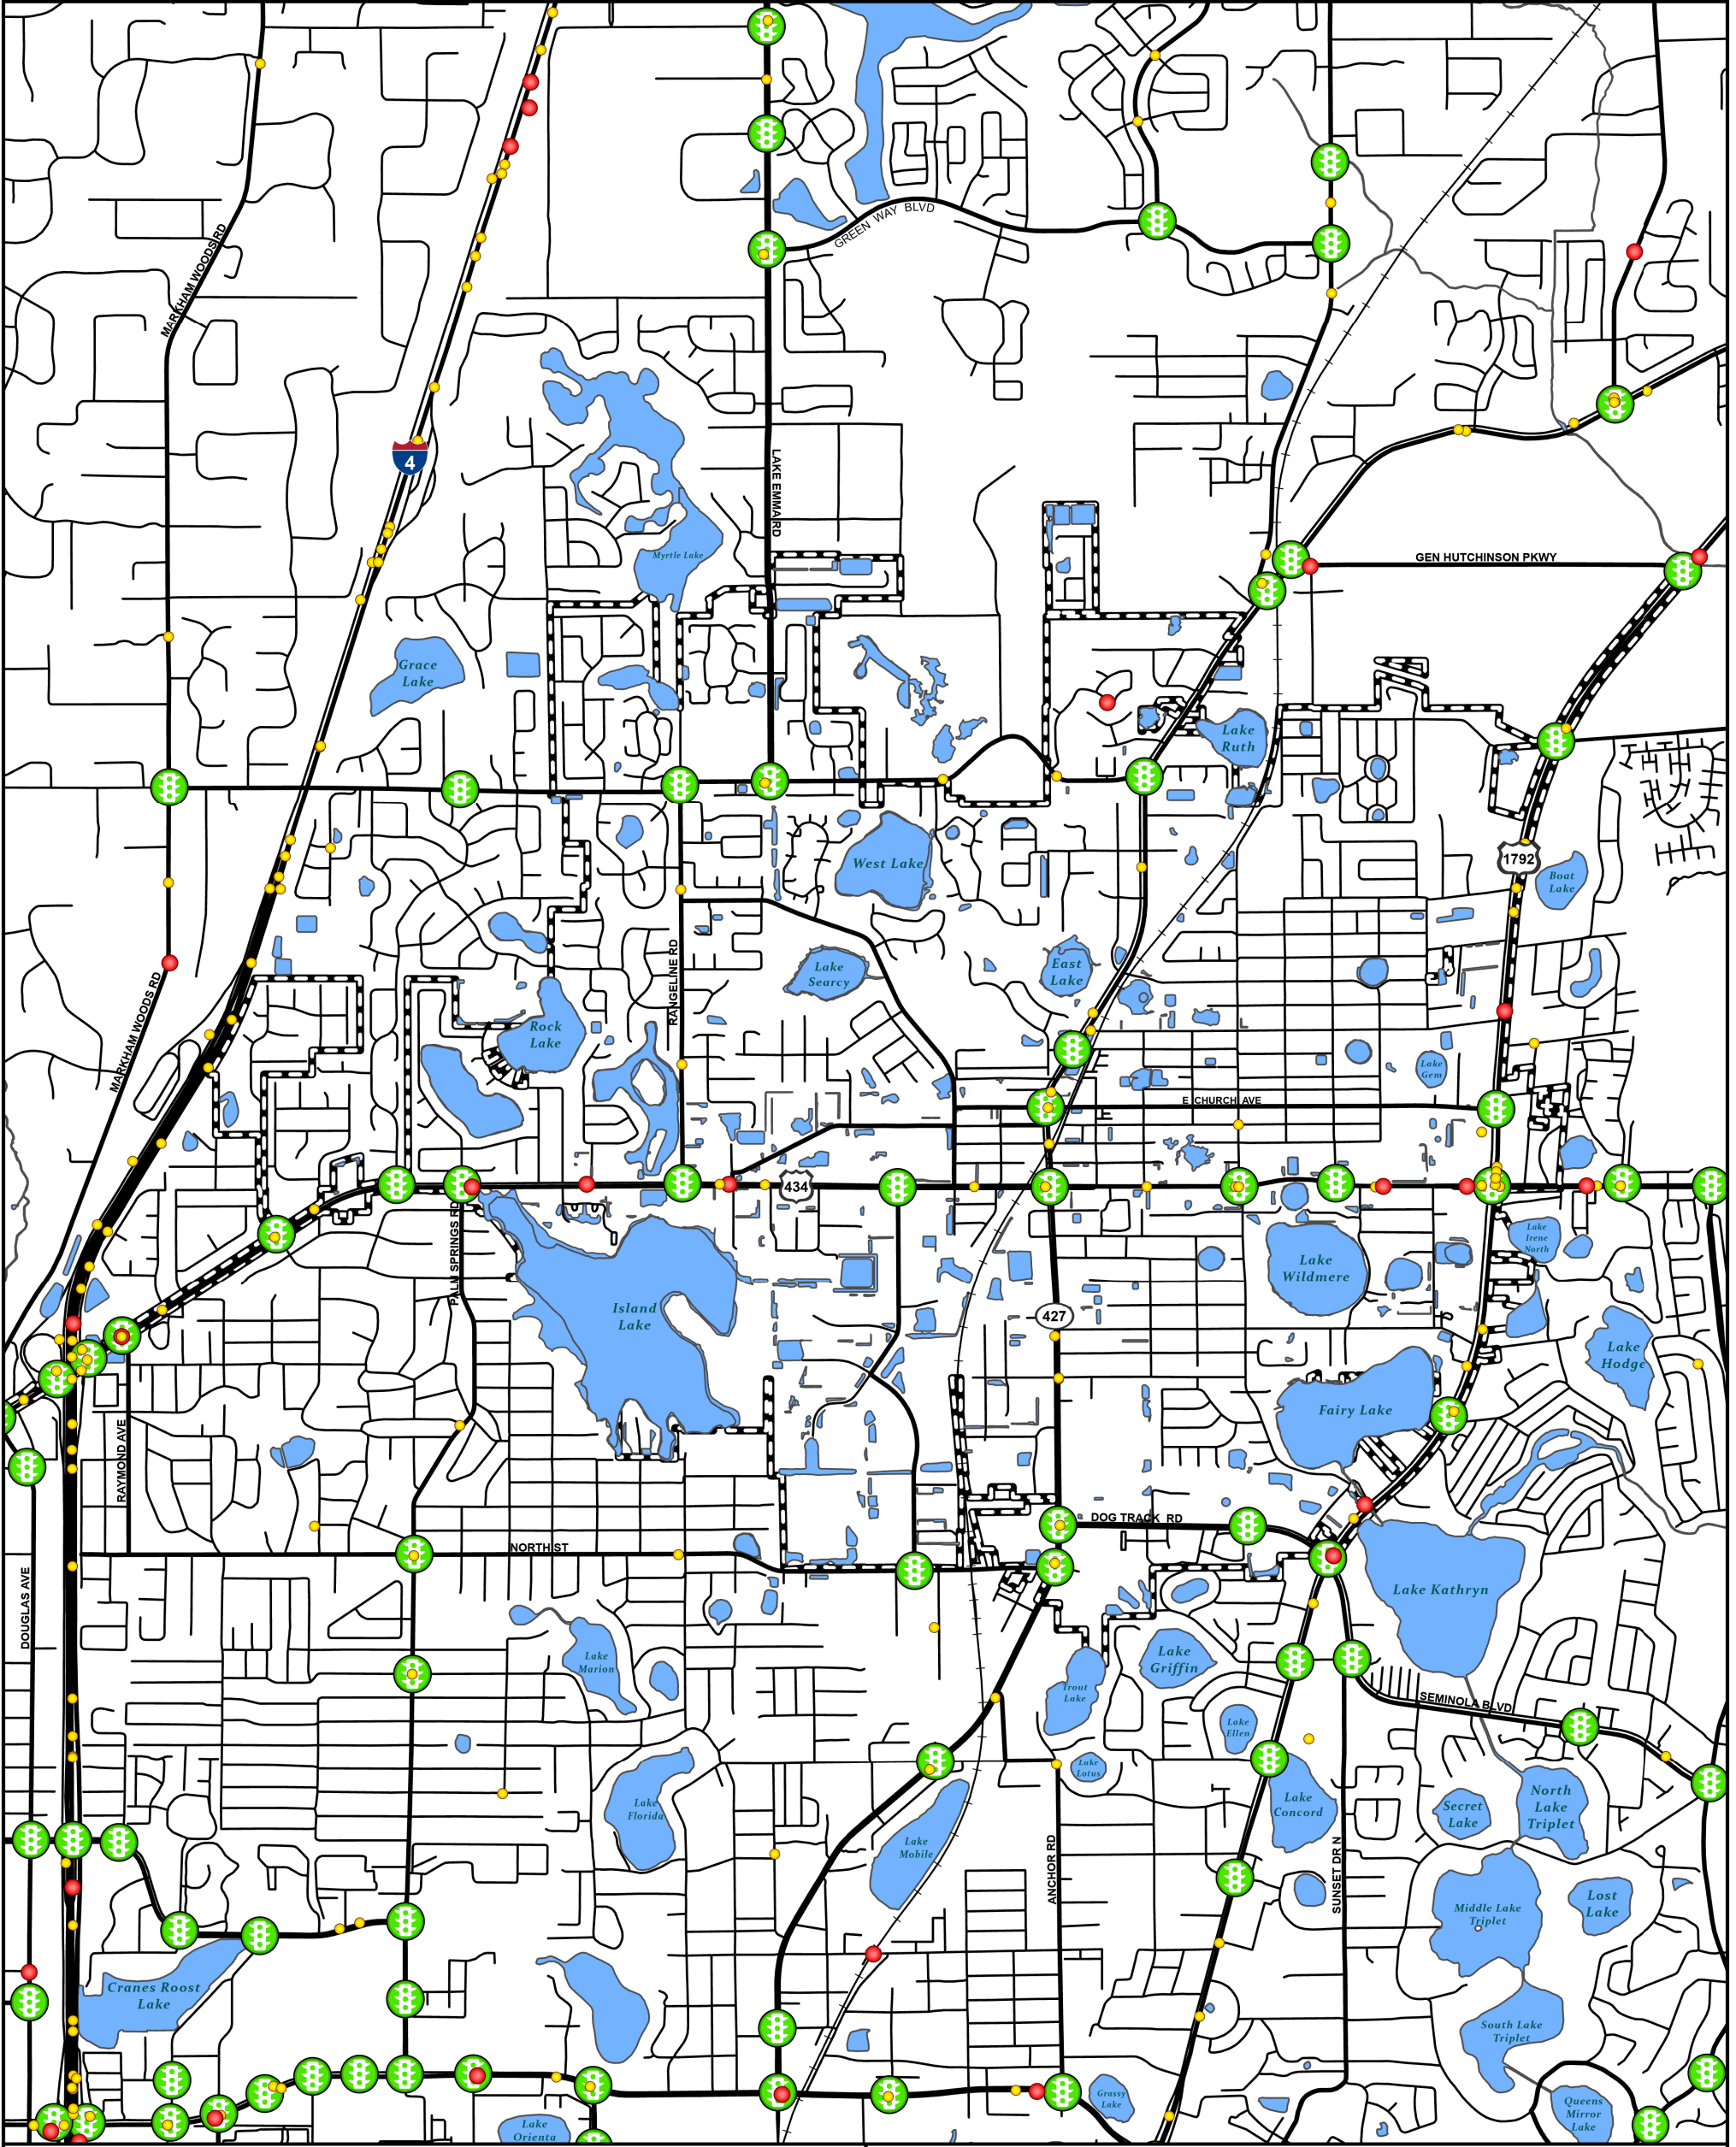 GREEN WAY BLVD
MARKHAM WOODS RD
4
LAKE EMMA RD
Myrtle Lake
GEN HUTCHINSON PKWY
Grace
Lake
Lake
Ruth
1792
West Lake
Boat
Lake
Lake
Searcy
East
Lake
RANGELINE RD
MARKHAM WOODS RD
Rock
Lake
Lake
Gem
E CHURCH AVE
434
PALM SPRINGS RD
Lake
Irene
North
Lake
Wildmere
Island
Lake
427
Lake
Hodge
Fairy Lake
RAYMOND AVE
DOG TRACK RD
NORTH ST
DOUGLAS AVE
Lake Kathryn
Lake
Marion
Lake
Griffin
Trout
Lake
SEMINOLA BLVD
Lake
Ellen
Lake
Lotus
Lake
Florida
Lake
Concord
Secret
Lake
North
Lake
Triplet
Lake
Mobile
ANCHOR RD
SUNSET DR N
Middle Lake
Triplet
Lost
Lake
Cranes Roost
Lake
South Lake
Triplet
Grassy
Lake
Queens
Mirror
Lake
Lake
Orienta